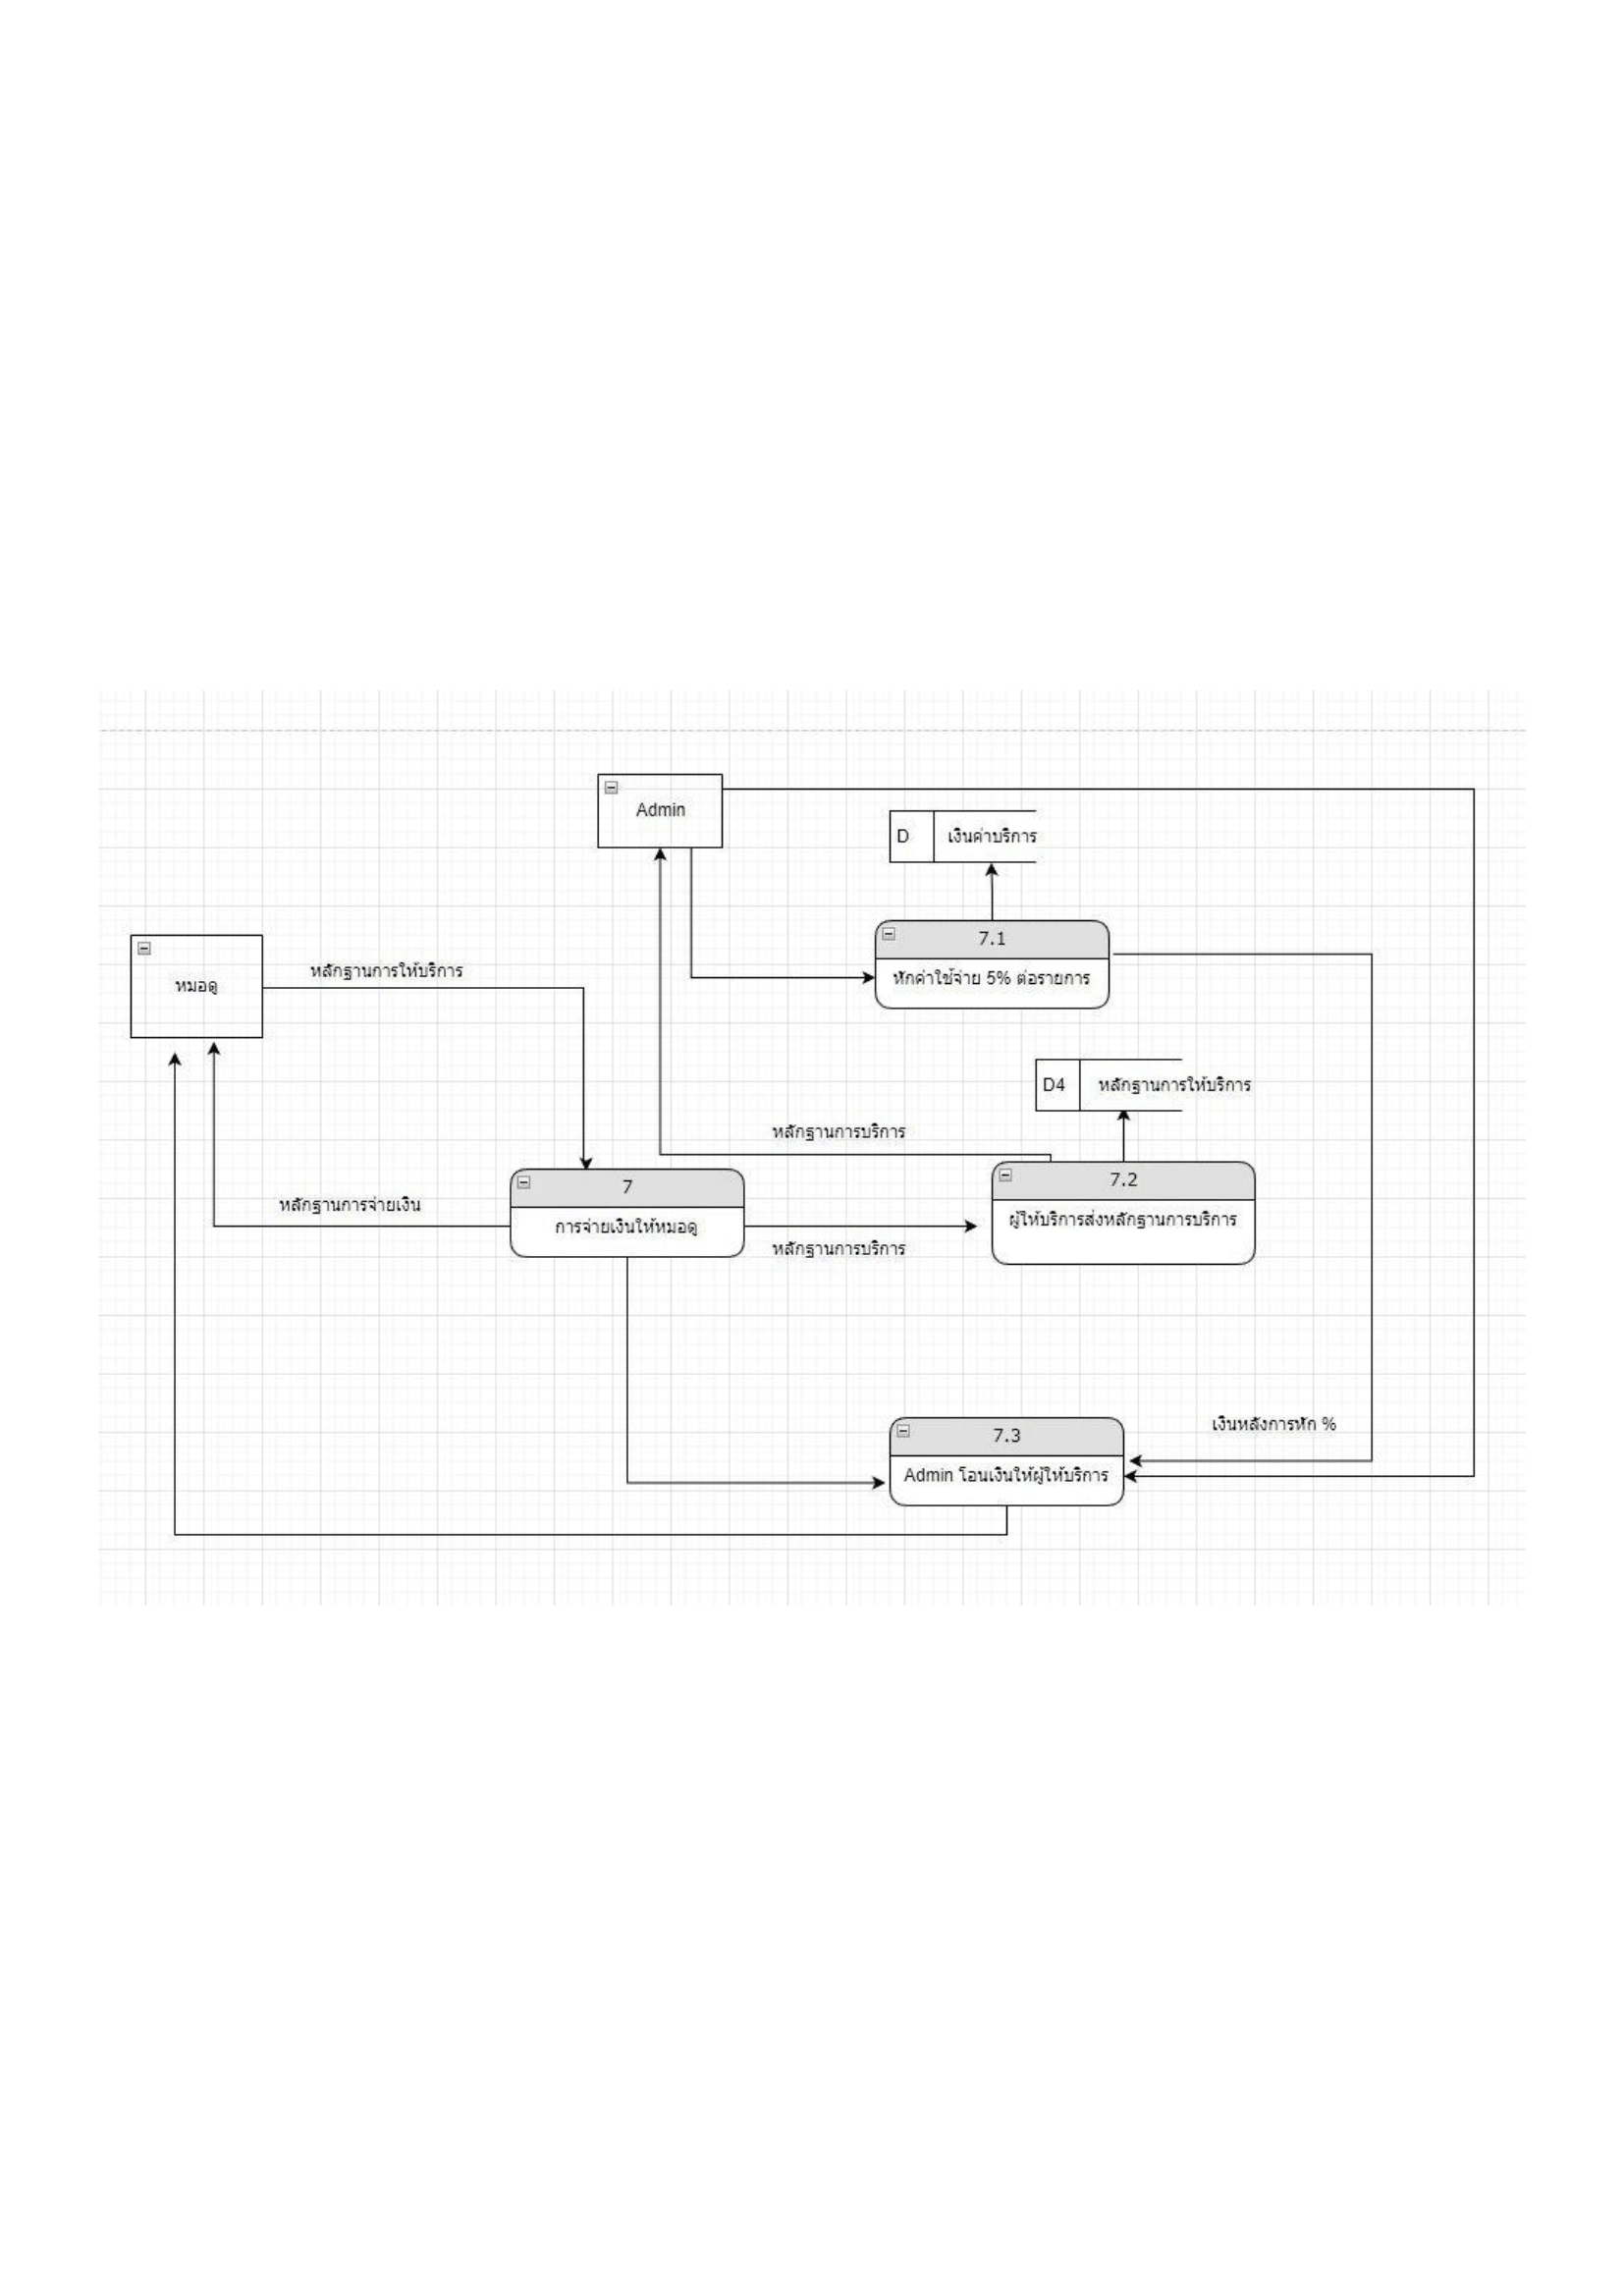 Admin
D
เงินค่าบริการ
7.1
หักค่าใช้จ่าย 5% ต่อรายการ
หมอดู
หลักฐานการให้บริการ
D4
หลักฐานการให้บริการ
หลักฐานการบริการ
7
การจ่ายเงินให้หมอดู
หลักฐานการจ่ายเงิน
หลักฐานการบริการ
7.2
ผู้ให้บริการส่งหลักฐานการบริการ
7.3
Admin โอนเงินให้ผู้ให้บริการ
เงินหลังการหัก %